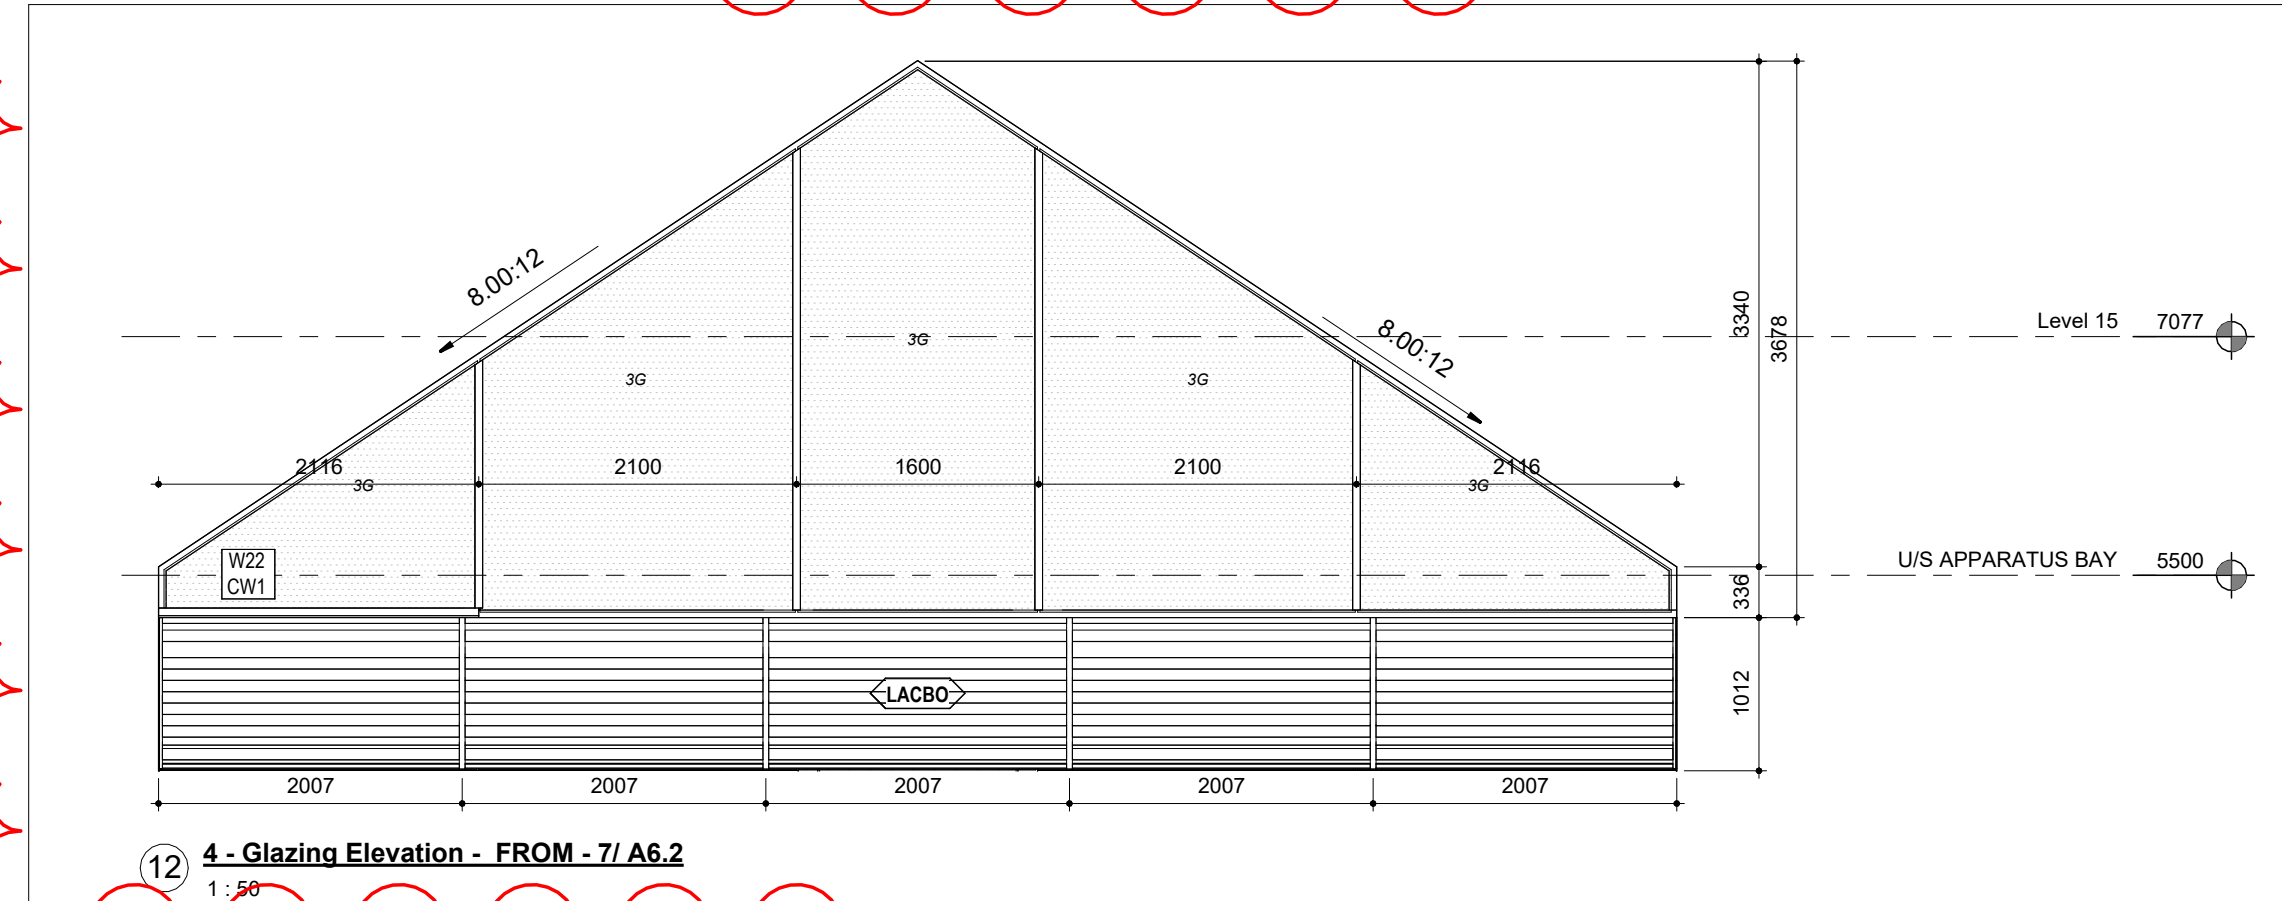 8.00:12
8.00:12
3340
3678
Level 15 7077
3G
3G
3G
2116 2100 1600 2100 2116
3G
3G
W22
CW1
U/S APPARATUS BAY 5500
336
LACBO
1012
2007 2007 2007 2007 2007
12 4 - Glazing Elevation - FROM - 7/ A6.2
1 : 50